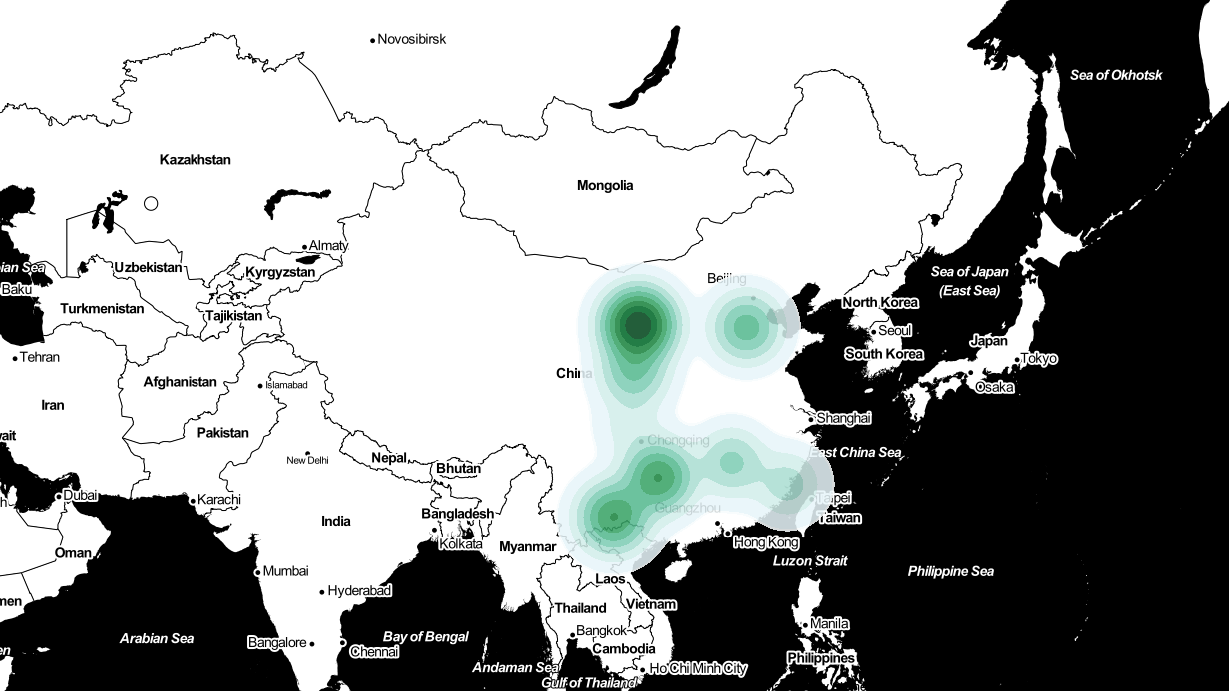 Novosibirsk
Sea of Okhotsk
Kazakhstan
Mongolia
Almaty
Uzbekistan
Kyrgyzstan
ian Sea
Beijing
Sea of Japan
(East Sea)
Baku
Turkmenistan
Tajikistan
North Korea
Seoul
South Korea
Japan
Tokyo
Tehran
Afghanistan
Islamabad
China
Osaka
Iran
Pakistan
Shanghai
wait
Chongqing
East China Sea
New Delhi
Nepal
Bhutan
Dubai
Karachi
Taipei
Guangzhou
Bangladesh
Taiwan
India
Kolkata
Hong Kong
Myanmar
Oman
Luzon Strait
Mumbai
Philippine Sea
Laos
Hyderabad
men
Thailand
Vietnam
Manila
Arabian Sea
Bay of Bengal
Bangkok
Bangalore
Chennai
Cambodia
en
Philippines
Andaman Sea
Ho Chi Minh City
Gulf of Thailand